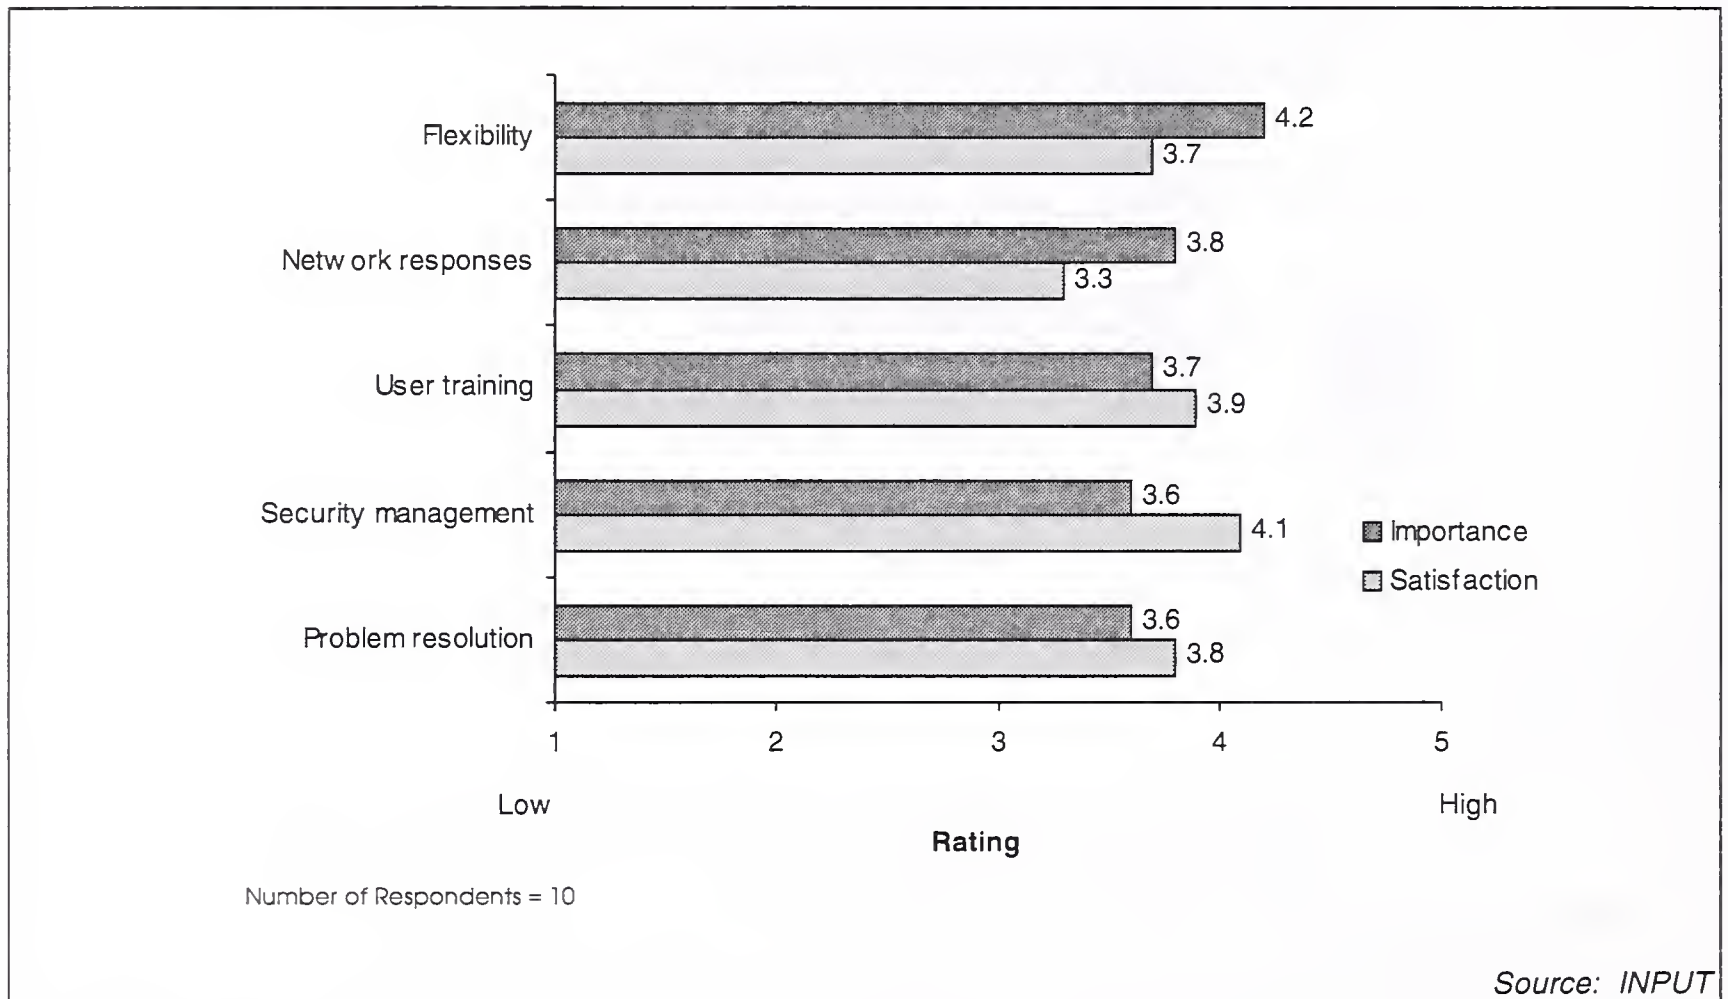 Flexibility
4.2
3.7
Network responses
3.8
3.3
User training
3.7
3.9
Security management
3.6
4.1
Problem resolution
3.6
3.8
Importance
Satisfaction
1 2 3 4 5
Low High
Rating
Number of Respondents = 10
Source: INPUT